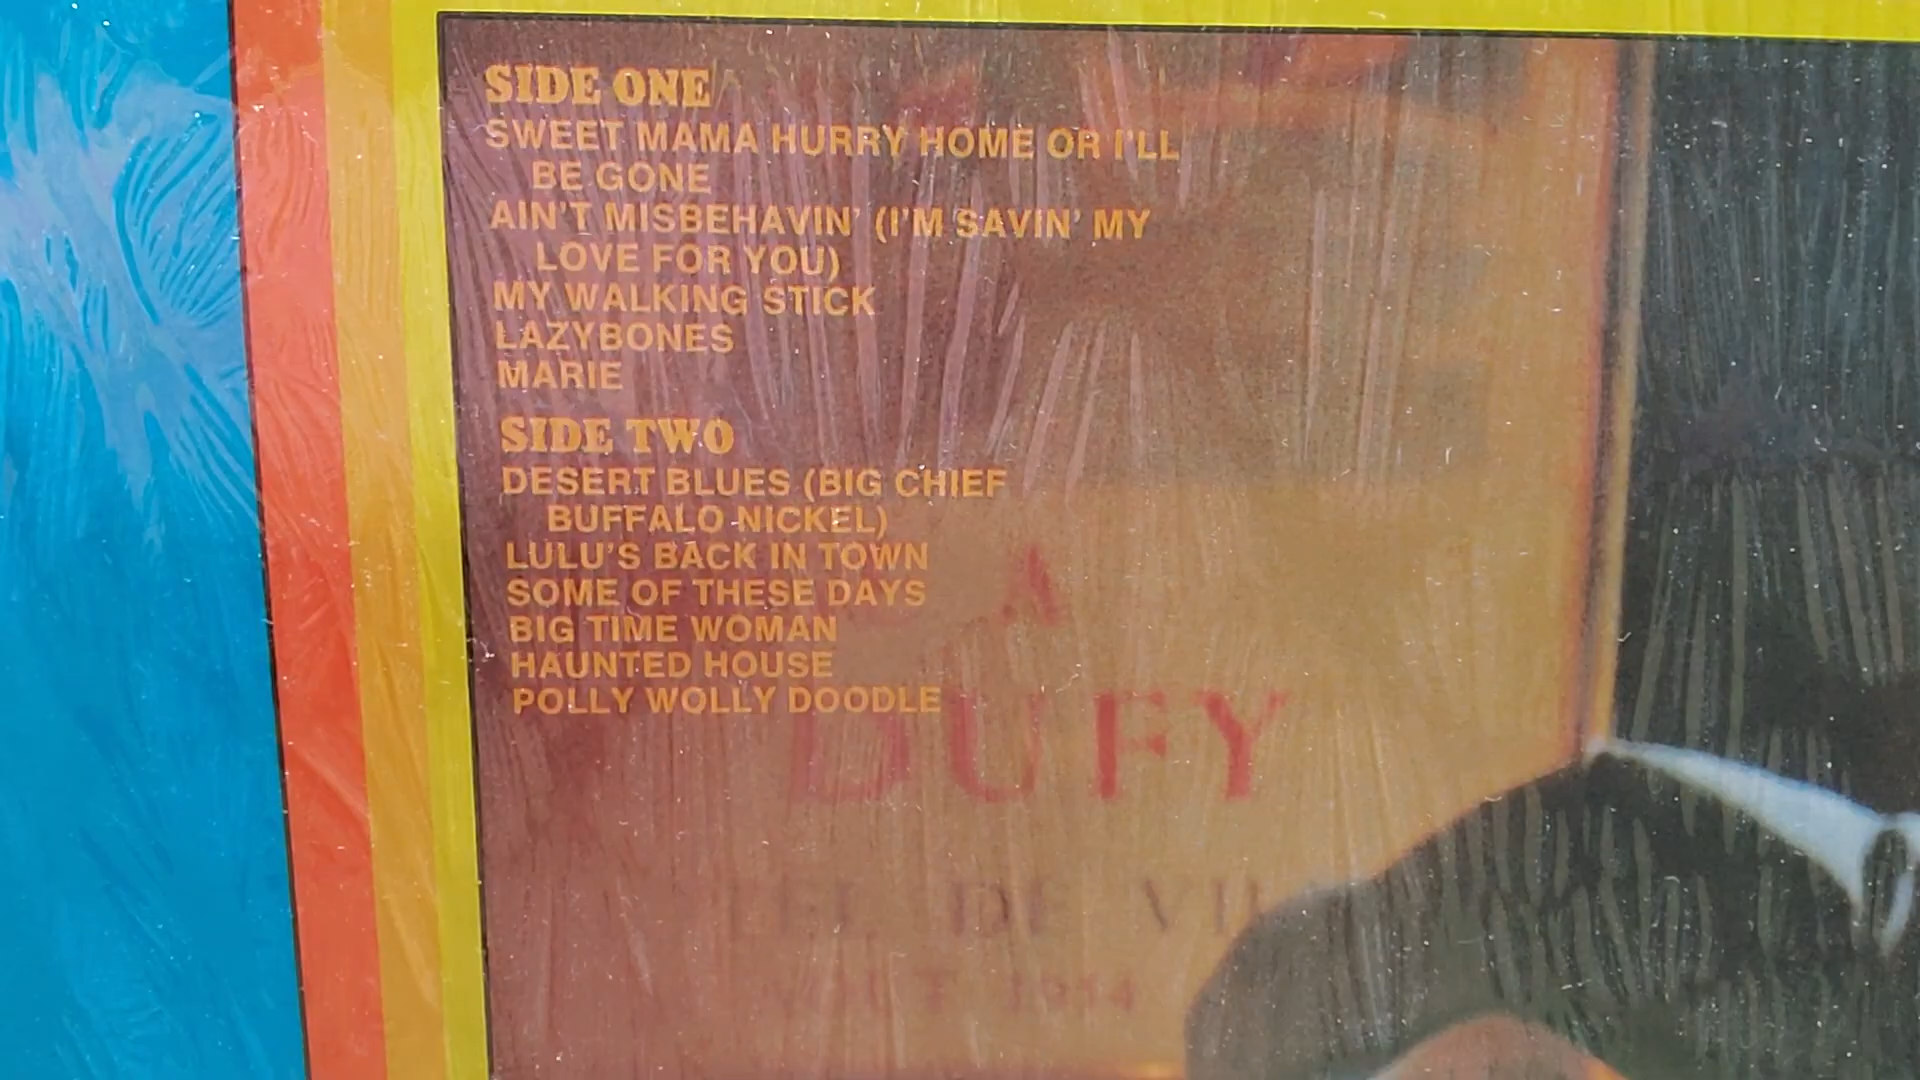 SIDE ONE
SWEET MAMA HURRY HOME OR I'LL
BE GONE
AIN'T MISBEHAVIN' (I'M SAVIN' MY
LOVE FOR YOU)
MY WALKING STICK
LAZYBONES
MARIE
SIDE TWO
DESERT BLUES (BIG CHIEF
BUFFALO NICKEL)
LULU'S BACK IN TOWN
SOME OF THESE DAYS
BIG TIME WOMAN
HAUNTED HOUSE
POLLY WOLLY DOODLE
DUFY
DE